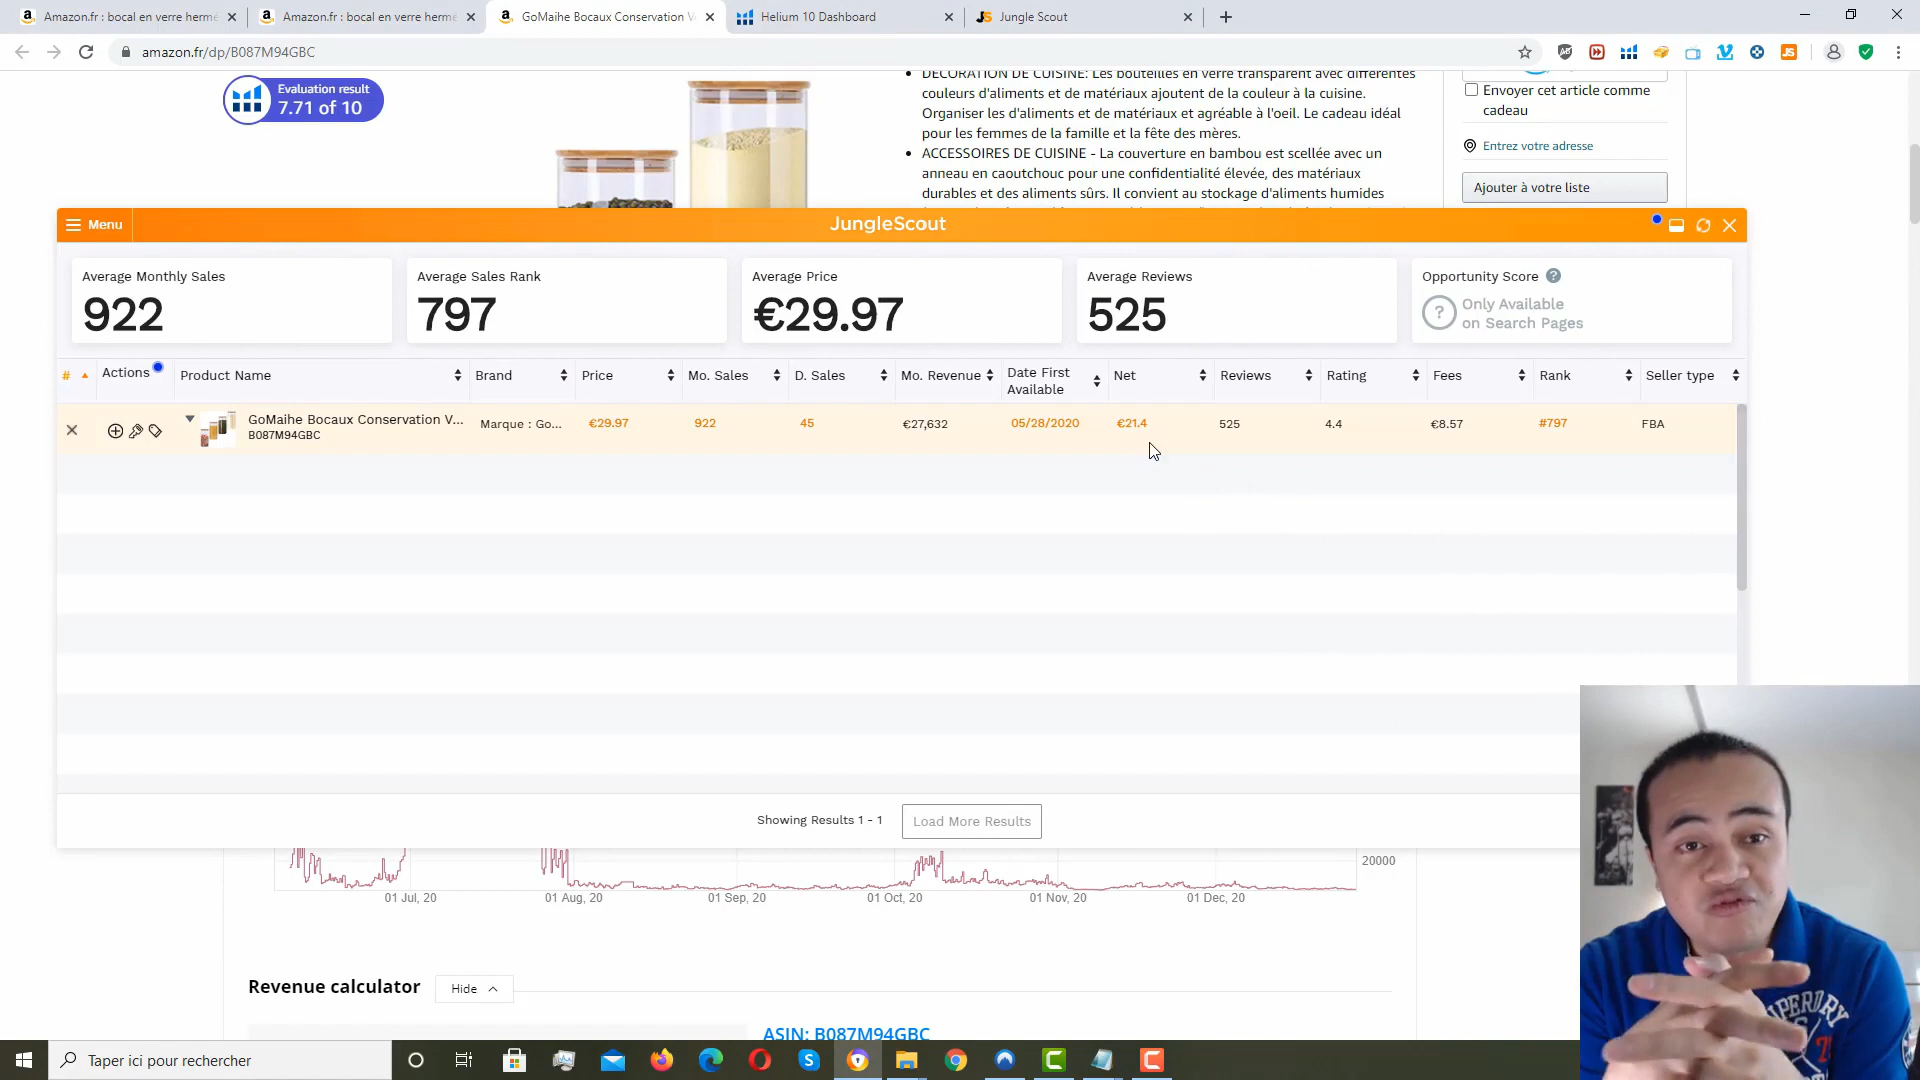 Amazon.fr : bocal en verre hermé
Amazon.fr : bocal en verre hermé
GoMaihe Bocaux Conservation V
Helium 10 Dashboard
Jungle Scout
amazon.fr/dp/B087M94GBC
Evaluation result
7.71 of 10
DECORATION DE CUISINE: Les bouteilles en verre transparent avec différentes
couleurs d'aliments et de matériaux ajoutent de la couleur à la cuisine.
Organiser les d'aliments et de matériaux et agréable à l'oeil. Le cadeau idéal
pour les femmes de la famille et la fête des mères.
ACCESSOIRES DE CUISINE - La couverture en bambou est scellée avec un
anneau en caoutchouc pour une confidentialité élevée, des matériaux
durables et des aliments sûrs. Il convient au stockage d'aliments humides
Envoyer cet article comme
cadeau
Entrez votre adresse
Ajouter à votre liste
Menu
JungleScout
Average Monthly Sales
922
Average Sales Rank
797
Average Price
€29.97
Average Reviews
525
Opportunity Score ?
? Only Available
on Search Pages
# Actions Product Name Brand Price Mo. Sales D. Sales Mo. Revenue Date First
Available Net Reviews Rating Fees Rank Seller type
GoMaihe Bocaux Conservation V...
B087M94GBC
Marque : Go... €29.97 922 45 €27,632 05/28/2020 €21.4 525 4.4 €8.57 #797 FBA
Showing Results 1 - 1
Load More Results
20000
01 Jul, 20 01 Aug, 20 01 Sep, 20 01 Oct, 20 01 Nov, 20 01 Dec, 20
Revenue calculator
Hide
ASIN: B087M94GBC
SUPERDRY
Taper ici pour rechercher